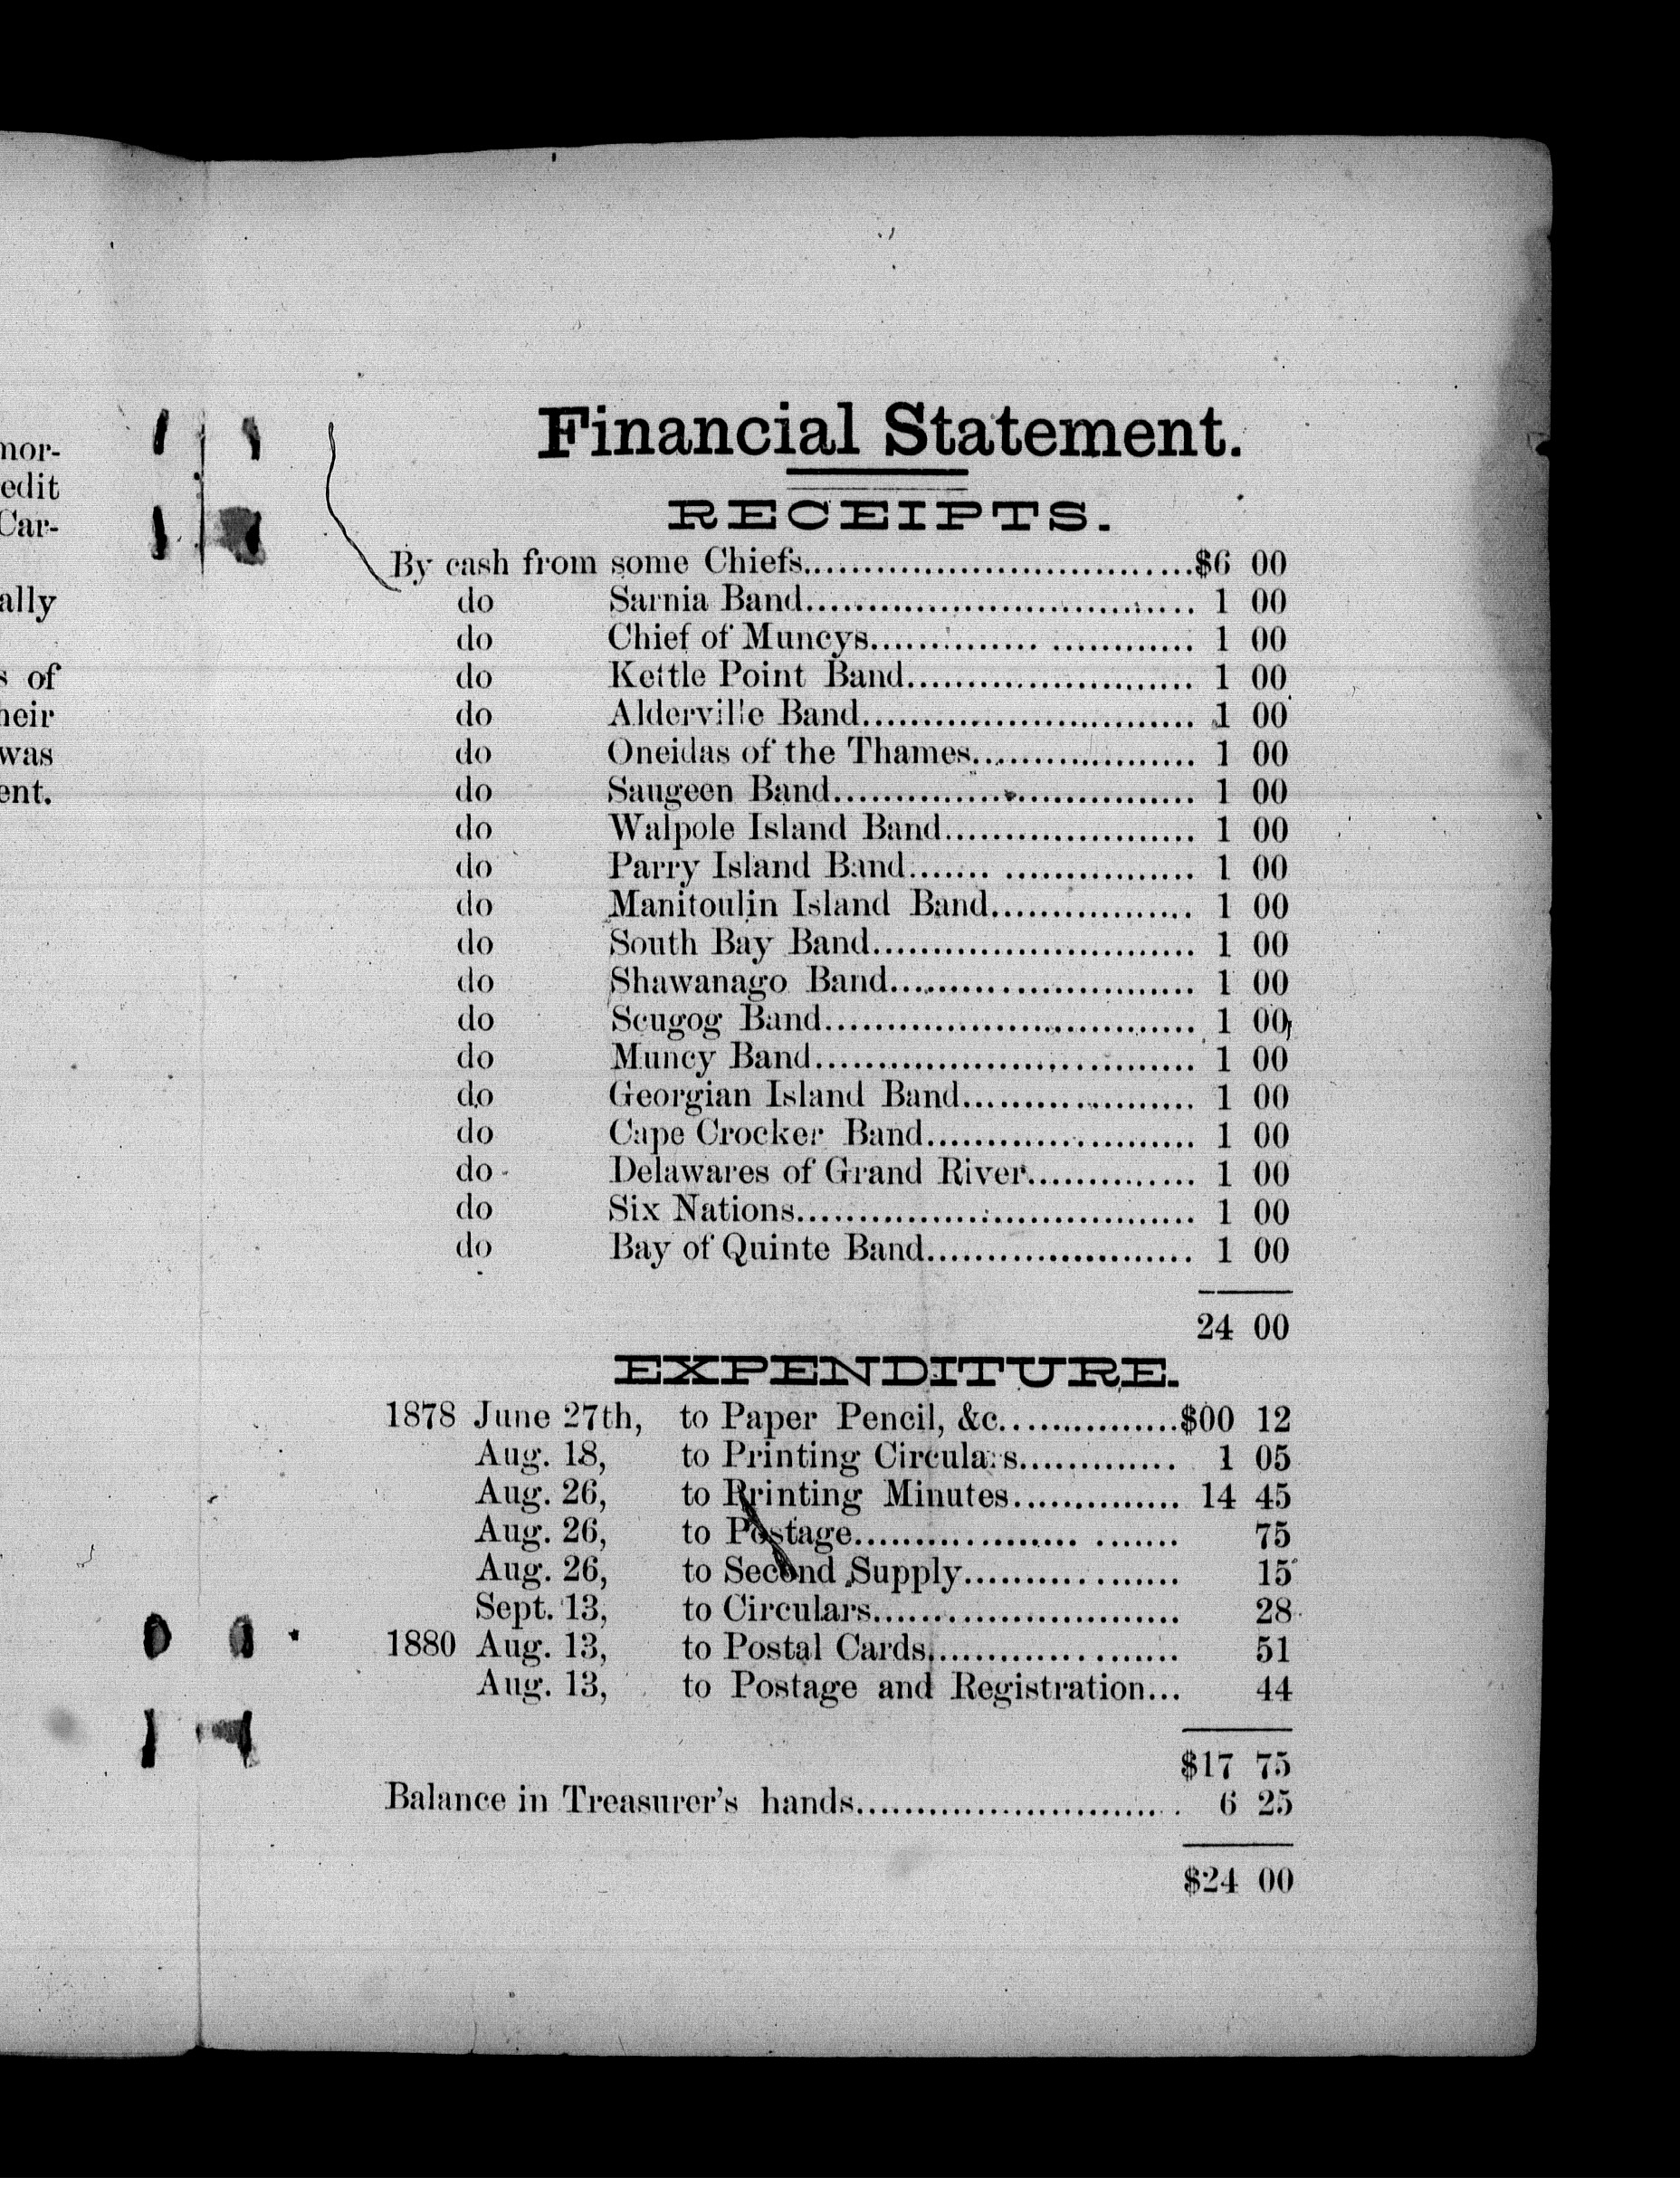 nor-
edit
Car-
ally
s of
heir
was
ent.
Financial Statement.
RECEIPTS.
By cash from some Chiefs................................$6 00
do Sarnia Band................................ 1 00
do Chief of Muncys.............. ............ 1 00
do Kettle Point Band........................ 1 00
do Alderville Band............................ 1 00
do Oneidas of the Thames................... 1 00
do Saugeen Band.............................. 1 00
do Walpole Island Band..................... 1 00
do Parry Island Band....... ................ 1 00
do Manitoulin Island Band................. 1 00
do South Bay Band........................... 1 00
do Shawanago Band......................... 1 00
do Scugog Band............................... 1 00
do Muncy Band................................ 1 00
do Georgian Island Band................... 1 00
do Cape Crocker Band...................... 1 00
do Delawares of Grand River.............. 1 00
do Six Nations................................. 1 00
do Bay of Quinte Band...................... 1 00
24 00
EXPENDITURE.
1878 June 27th, to Paper Pencil, &c...............$00 12
Aug. 18, to Printing Circulars............. 1 05
Aug. 26, to Printing Minutes.............. 14 45
Aug. 26, to Postage................... ....... 75
Aug. 26, to Second Supply.................. 15
Sept. 13, to Circulars......................... 28
1880 Aug. 13, to Postal Cards..................... 51
Aug. 13, to Postage and Registration... 44
$17 75
Balance in Treasurer's hands........................... 6 25
$24 00